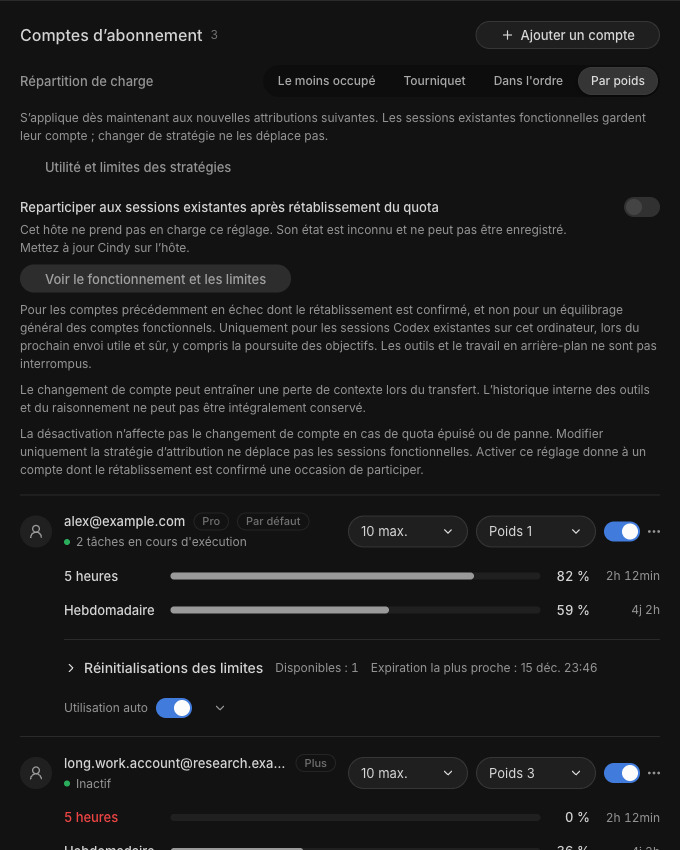 Comptes d’abonnement 3
Ajouter un compte
Répartition de charge
Le moins occupé
Tourniquet
Dans l'ordre
Par poids
S’applique dès maintenant aux nouvelles attributions suivantes. Les sessions existantes fonctionnelles gardent
leur compte ; changer de stratégie ne les déplace pas.
Utilité et limites des stratégies
Reparticiper aux sessions existantes après rétablissement du quota
Cet hôte ne prend pas en charge ce réglage. Son état est inconnu et ne peut pas être enregistré.
Mettez à jour Cindy sur l’hôte.
Voir le fonctionnement et les limites
Pour les comptes précédemment en échec dont le rétablissement est confirmé, et non pour un équilibrage
général des comptes fonctionnels. Uniquement pour les sessions Codex existantes sur cet ordinateur, lors du
prochain envoi utile et sûr, y compris la poursuite des objectifs. Les outils et le travail en arrière-plan ne sont pas
interrompus.
Le changement de compte peut entraîner une perte de contexte lors du transfert. L’historique interne des outils
et du raisonnement ne peut pas être intégralement conservé.
La désactivation n’affecte pas le changement de compte en cas de quota épuisé ou de panne. Modifier
uniquement la stratégie d’attribution ne déplace pas les sessions fonctionnelles. Activer ce réglage donne à un
compte dont le rétablissement est confirmé une occasion de participer.
alex@example.com Pro Par défaut
2 tâches en cours d'exécution
10 max.
Poids 1
5 heures 82 % 2h 12min
Hebdomadaire 59 % 4j 2h
Réinitialisations des limites Disponibles : 1 Expiration la plus proche : 15 déc. 23:46
Utilisation auto
long.work.account@research.exa... Plus
Inactif
10 max.
Poids 3
5 heures 0 % 2h 12min
Hebdomadaire 36 % 4j 2h